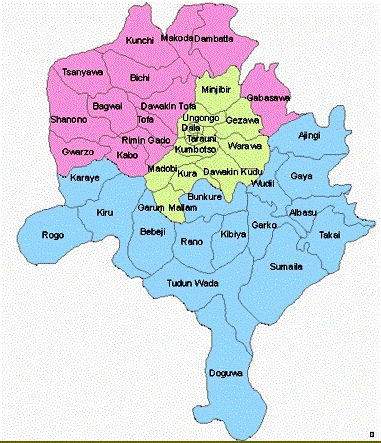 Kunchi
Makoda
Dambatta
Tsanyawa
Bichi
Minjibir
Gabasawa
Bagwai
Dawakin Tofa
Shanono
Tofa
Ungongo
Gezawa
Dala
Ajingi
Rimin Gado
Tarauni
Gwarzo
Kabo
Kumbotso
Warawa
Madobi
Kura
Dawakin Kudu
Karaye
Wudil
Gaya
Bunkure
Kiru
Garum Mallam
Albasu
Rogo
Bebeji
Rano
Kibiya
Garko
Takai
Sumaila
Tudun Wada
Doguwa